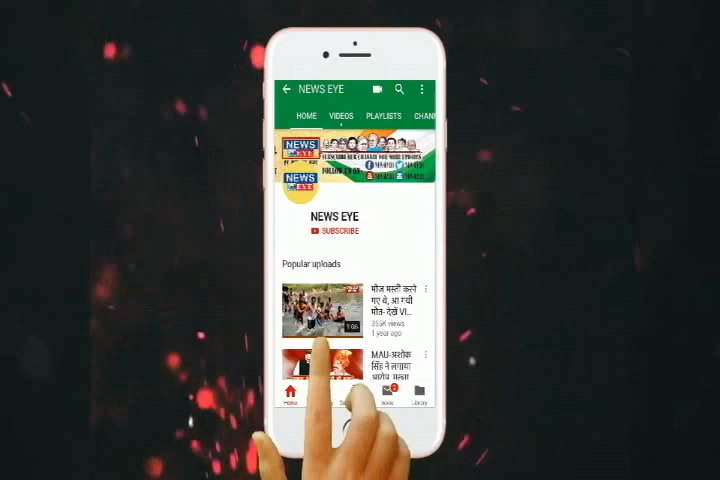 NEWS EYE
HOME VIDEOS PLAYLISTS CHAN
NEWS
EYE
NEWS
EYE
NEWS EYE
SUBSCRIBE
Popular uploads
मौज मस्ती करने
गए थे, आ गयी
मौत- देखें VI...
355K views
1 year ago
1:06
MAU-अशोक
सिंह ने लगाया
Home
Library